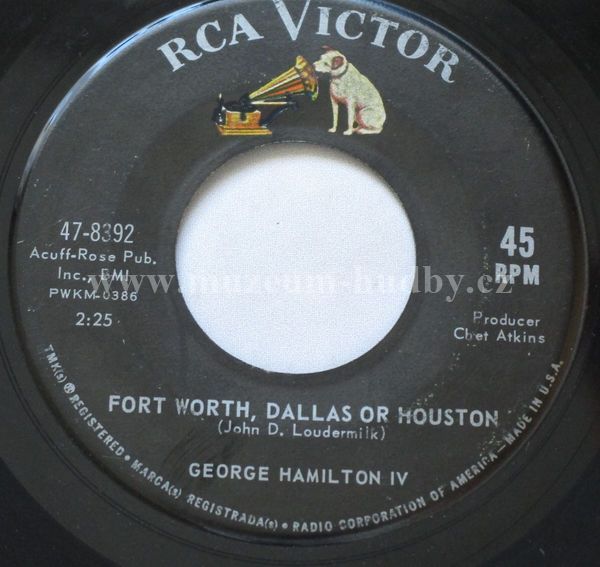 RCA VICTOR
47-8392
Acuff-Rose Pub.
Inc., BMI
PWKM-0386
2:25
45
RPM
Producer
Chet Atkins
www.muzeum-hudby.cz
FORT WORTH, DALLAS OR HOUSTON
(John D. Loudermilk)
GEORGE HAMILTON IV
TMK(s) ® REGISTERED • MARCA(s) REGISTRADA(s) • RADIO CORPORATION OF AMERICA-MADE IN U.S.A.